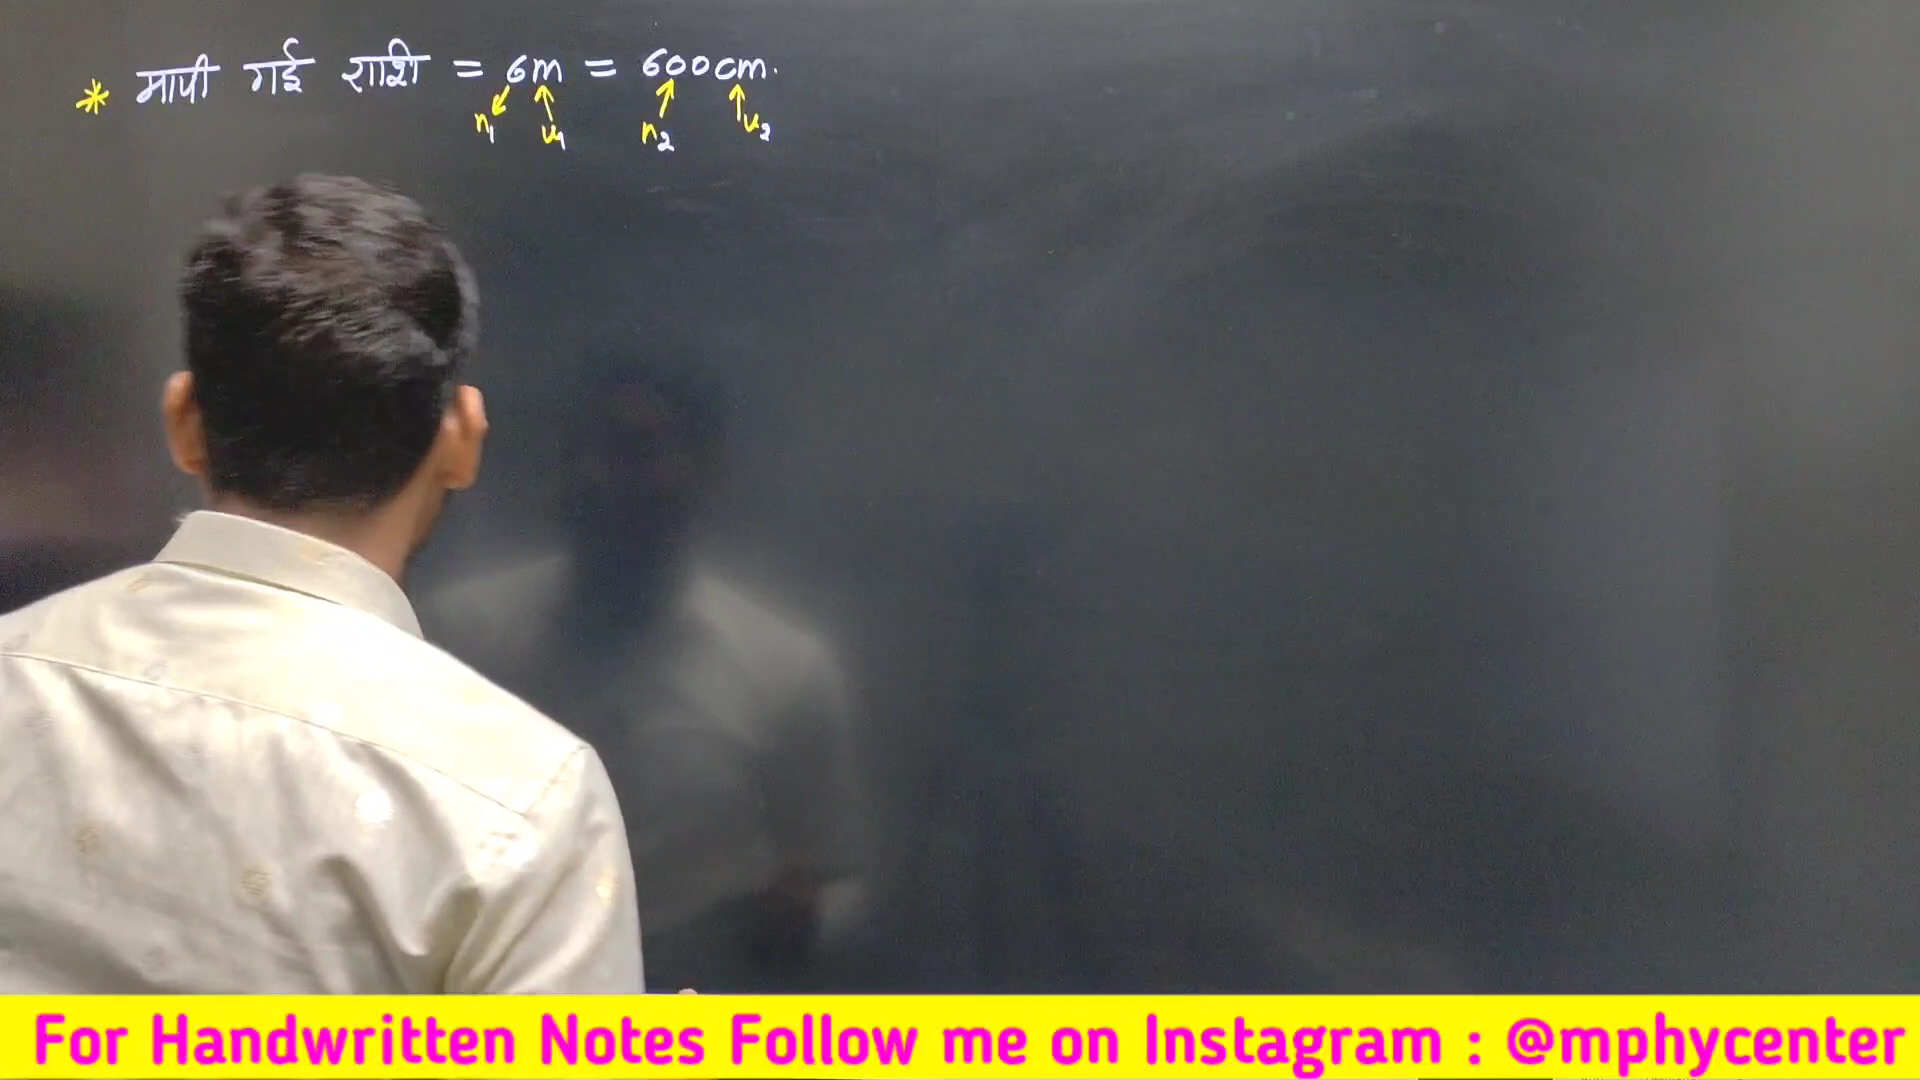 * मापी गई राशि = 6m = 600cm.
n₁ u₁ n₂ u₂
For Handwritten Notes Follow me on Instagram : @mphycenter